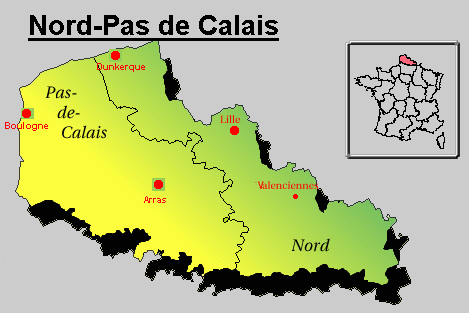 Nord-Pas de Calais
Dunkerque
Pas-
de-
Calais
Boulogne
Lille
Arras
Valenciennes
Nord